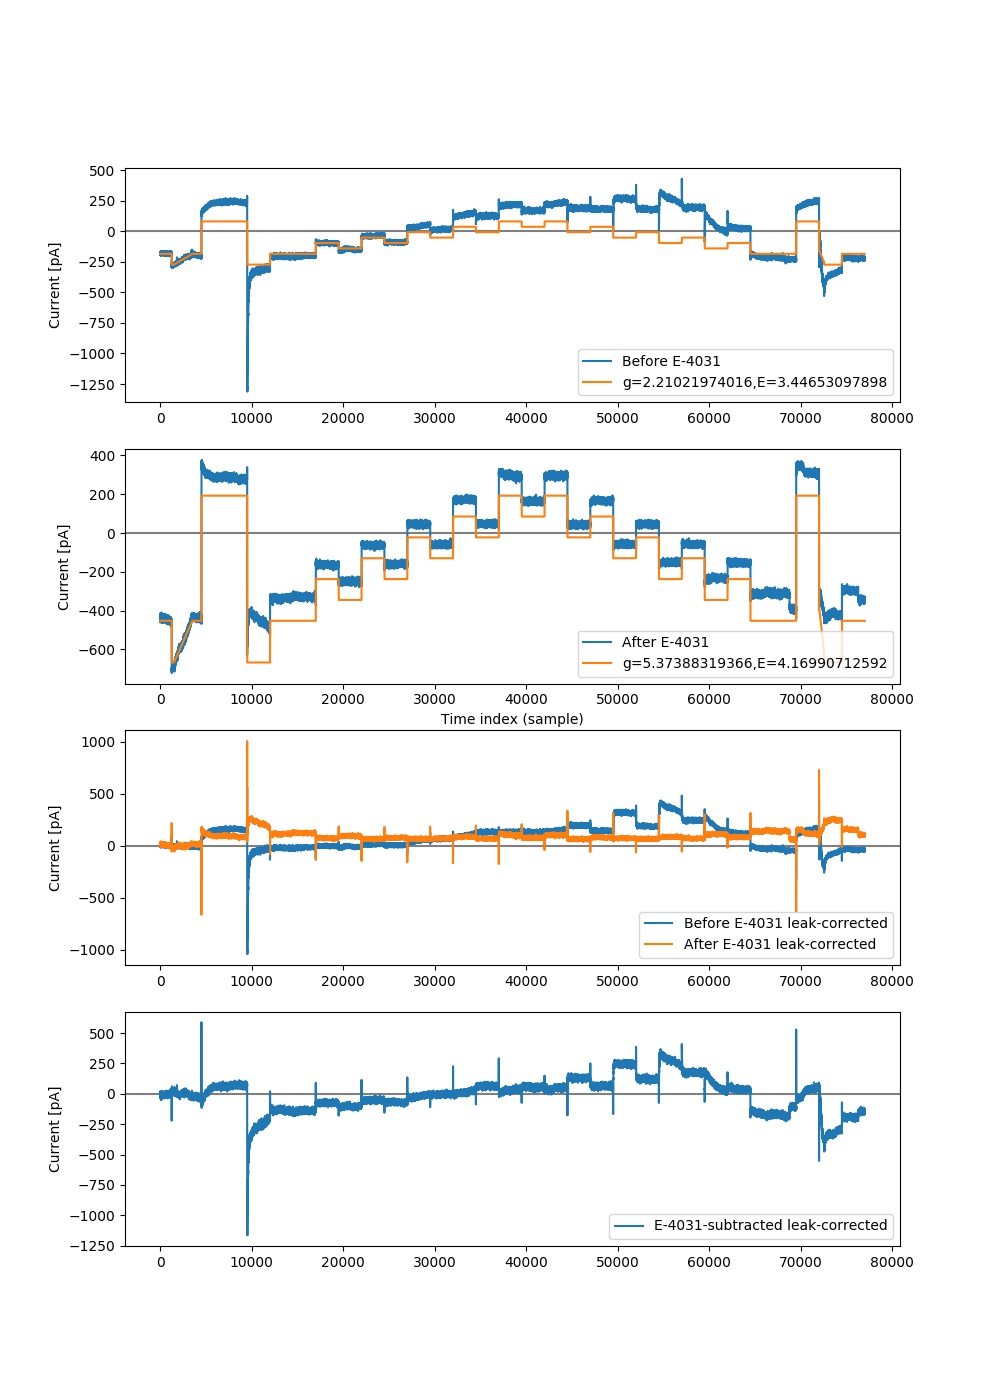 500
250
0
−250
−500
−750
−1000
−1250
Current [pA]
Before E-4031
g=2.21021974016,E=3.44653097898
0 10000 20000 30000 40000 50000 60000 70000 80000
400
200
0
−200
−400
−600
Current [pA]
After E-4031
g=5.37388319366,E=4.16990712592
0 10000 20000 30000 40000 50000 60000 70000 80000
Time index (sample)
1000
500
0
−500
−1000
Current [pA]
Before E-4031 leak-corrected
After E-4031 leak-corrected
0 10000 20000 30000 40000 50000 60000 70000 80000
500
250
0
−250
−500
−750
−1000
−1250
Current [pA]
E-4031-subtracted leak-corrected
0 10000 20000 30000 40000 50000 60000 70000 80000